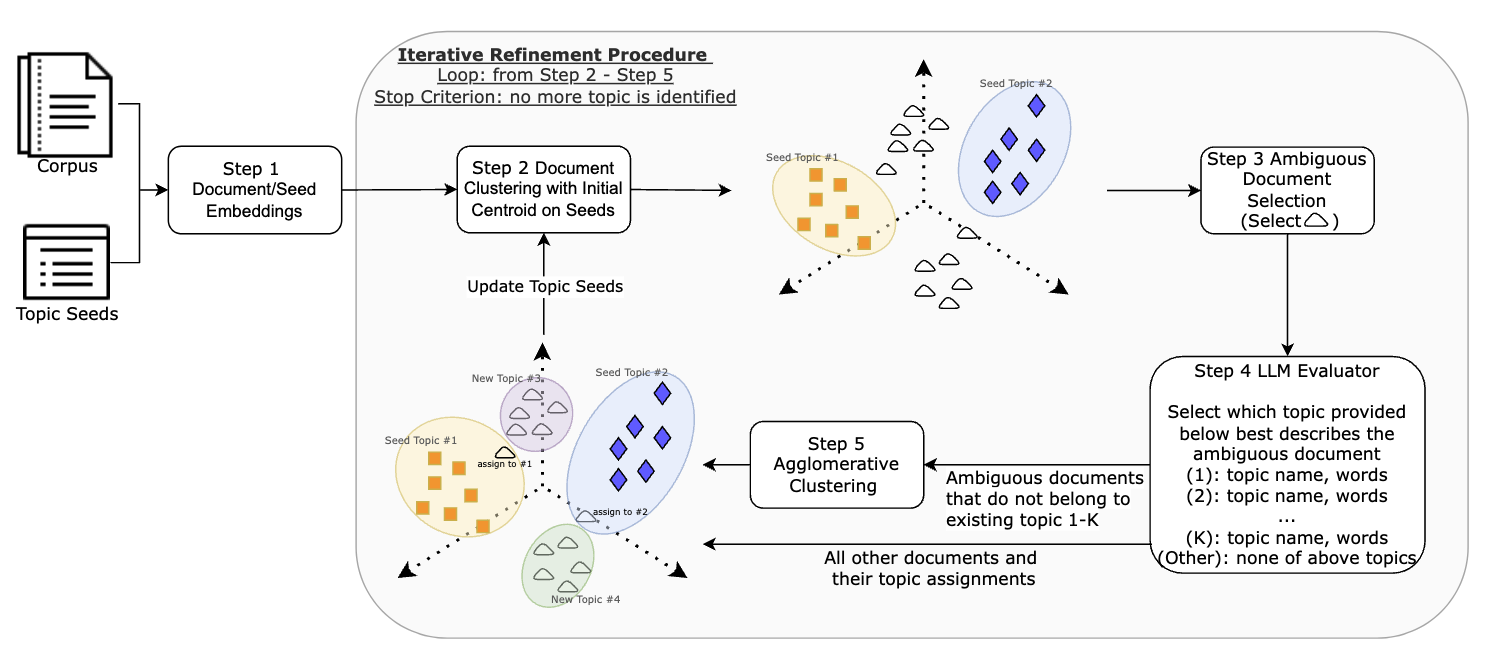 Iterative Refinement Procedure
Loop: from Step 2 - Step 5
Stop Criterion: no more topic is identified
Corpus
Topic Seeds
Step 1
Document/Seed
Embeddings
Step 2 Document
Clustering with Initial
Centroid on Seeds
Update Topic Seeds
Seed Topic #1
Seed Topic #2
Step 3 Ambiguous
Document
Selection
(Select )
Step 4 LLM Evaluator
Select which topic provided
below best describes the
ambiguous document
(1): topic name, words
(2): topic name, words
...
(K): topic name, words
(Other): none of above topics
Ambiguous documents
that do not belong to
existing topic 1-K
All other documents and
their topic assignments
Step 5
Agglomerative
Clustering
New Topic #3
Seed Topic #2
Seed Topic #1
assign to #1
assign to #2
New Topic #4